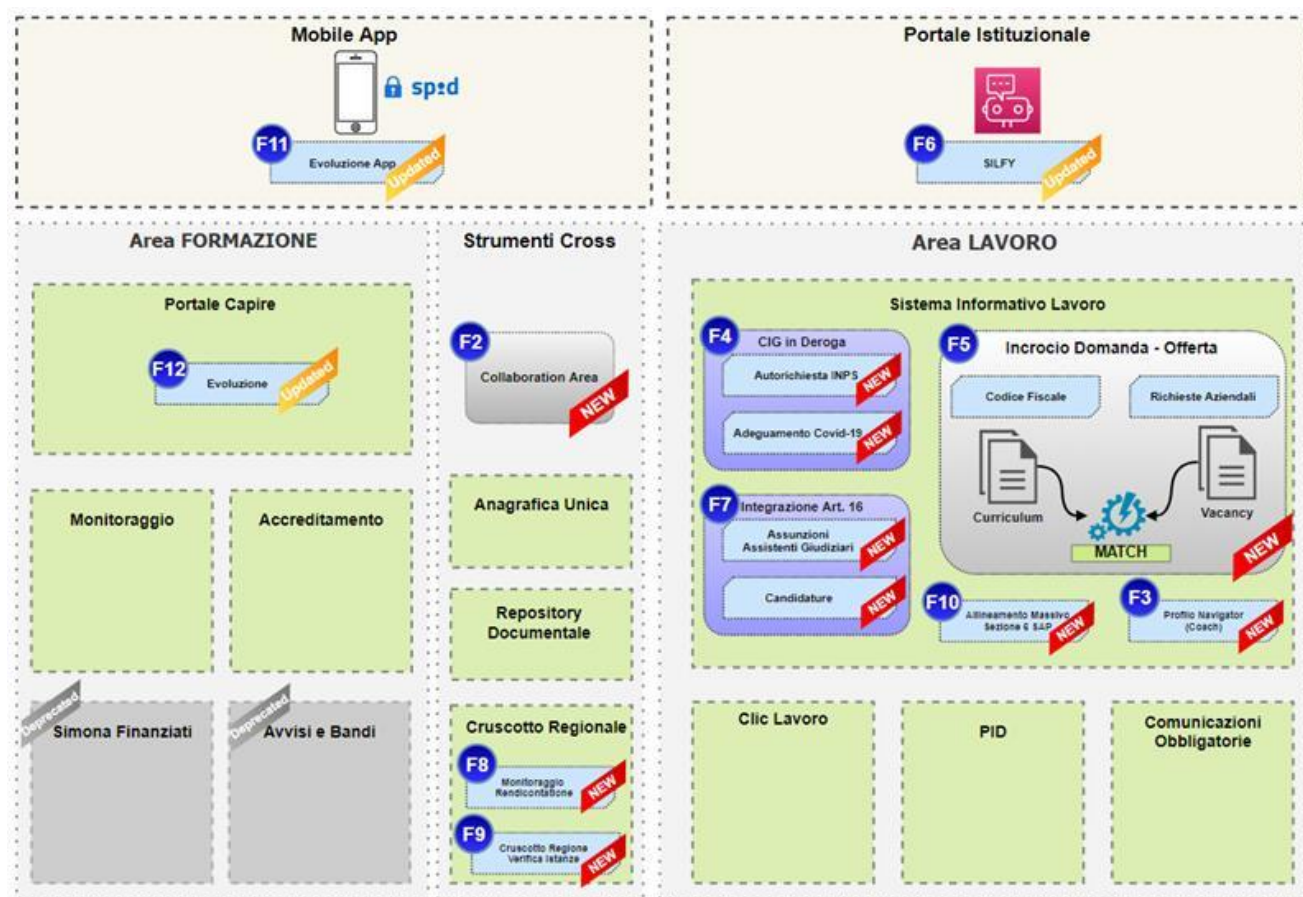 Mobile App
spid
F11
Evoluzione App
Updated
Portale Istituzionale
F6
SILFY
Updated
Area FORMAZIONE
Portale Capire
F12
Evoluzione
Updated
Monitoraggio
Accreditamento
Deprecated
Simona Finanziati
Deprecated
Avvisi e Bandi
Strumenti Cross
F2
Collaboration Area
NEW
Anagrafica Unica
Repository
Documentale
Cruscotto Regionale
F8
Monitoraggio
Rendicontazione
NEW
F9
Cruscotto Regione
Verifica Istanze
NEW
Area LAVORO
Sistema Informativo Lavoro
F4
CIG in Deroga
Autorichiesta INPS
NEW
Adeguamento Covid-19
NEW
F7
Integrazione Art. 16
Assunzioni
Assistenti Giudiziari
NEW
Candidature
NEW
F5
Incrocio Domanda - Offerta
Codice Fiscale
Richieste Aziendali
Curriculum
Vacancy
MATCH
NEW
F10
Allineamento Massivo
Sezione 6 SAP
NEW
F3
Profilo Navigator
(Coach)
NEW
Clic Lavoro
PID
Comunicazioni
Obbligatorie